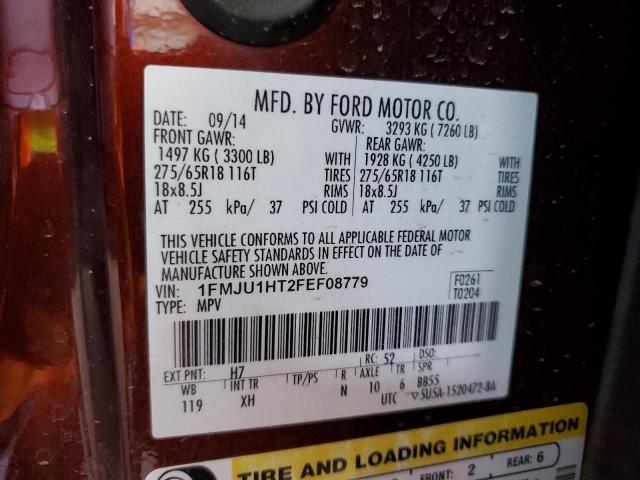 MFD. BY FORD MOTOR CO.
DATE: 09/14 GVWR: 3293 KG ( 7260 LB)
FRONT GAWR: REAR GAWR:
1497 KG ( 3300 LB) WITH 1928 KG ( 4250 LB) WITH
275/65R18 116T TIRES 275/65R18 116T TIRES
18x8.5J RIMS 18x8.5J RIMS
AT 255 kPa/ 37 PSI COLD AT 255 kPa/ 37 PSI COLD
THIS VEHICLE CONFORMS TO ALL APPLICABLE FEDERAL MOTOR
VEHICLE SAFETY STANDARDS IN EFFECT ON THE DATE OF
MANUFACTURE SHOWN ABOVE.
VIN: 1FMJU1HT2FEF08779 F0261
TYPE: MPV T0204
EXT PNT: H7 RC: 52 DSO:
WB INT TR TP/PS R AXLE TR SPR
119 XH N 10 6 BB55
UTC ▽5U5A-1520472-BA
TIRE AND LOADING INFORMATION
FRONT: 2 REAR: 6